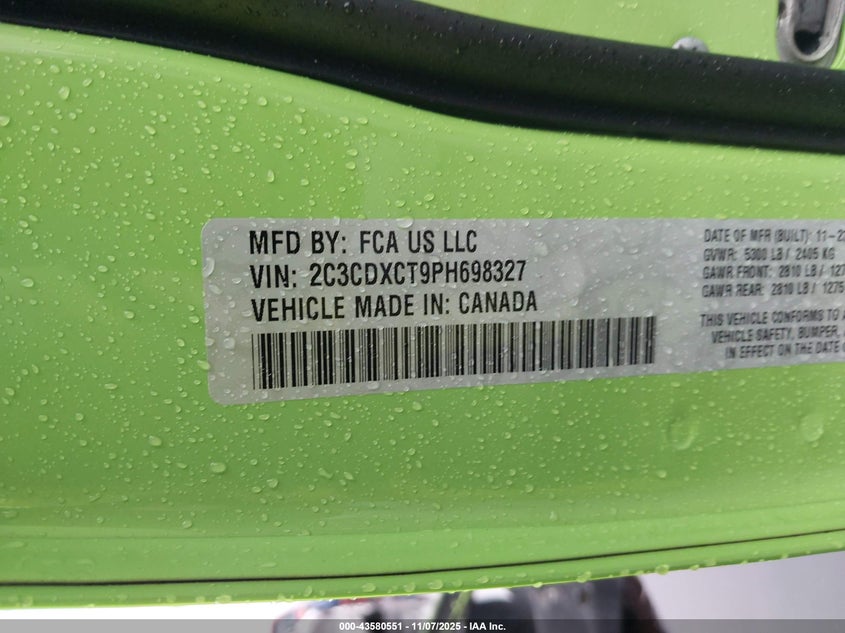 MFD BY: FCA US LLC
VIN: 2C3CDXCT9PH698327
VEHICLE MADE IN: CANADA
DATE OF MFR (BUILT): 11-22
GVWR: 5300 LB / 2405 KG
GAWR FRONT: 2810 LB / 127
GAWR REAR: 2810 LB / 1275
THIS VEHICLE CONFORMS TO A
VEHICLE SAFETY, BUMPER,
IN EFFECT ON THE DATE
000-43580551 - 11/07/2025 - IAA Inc.